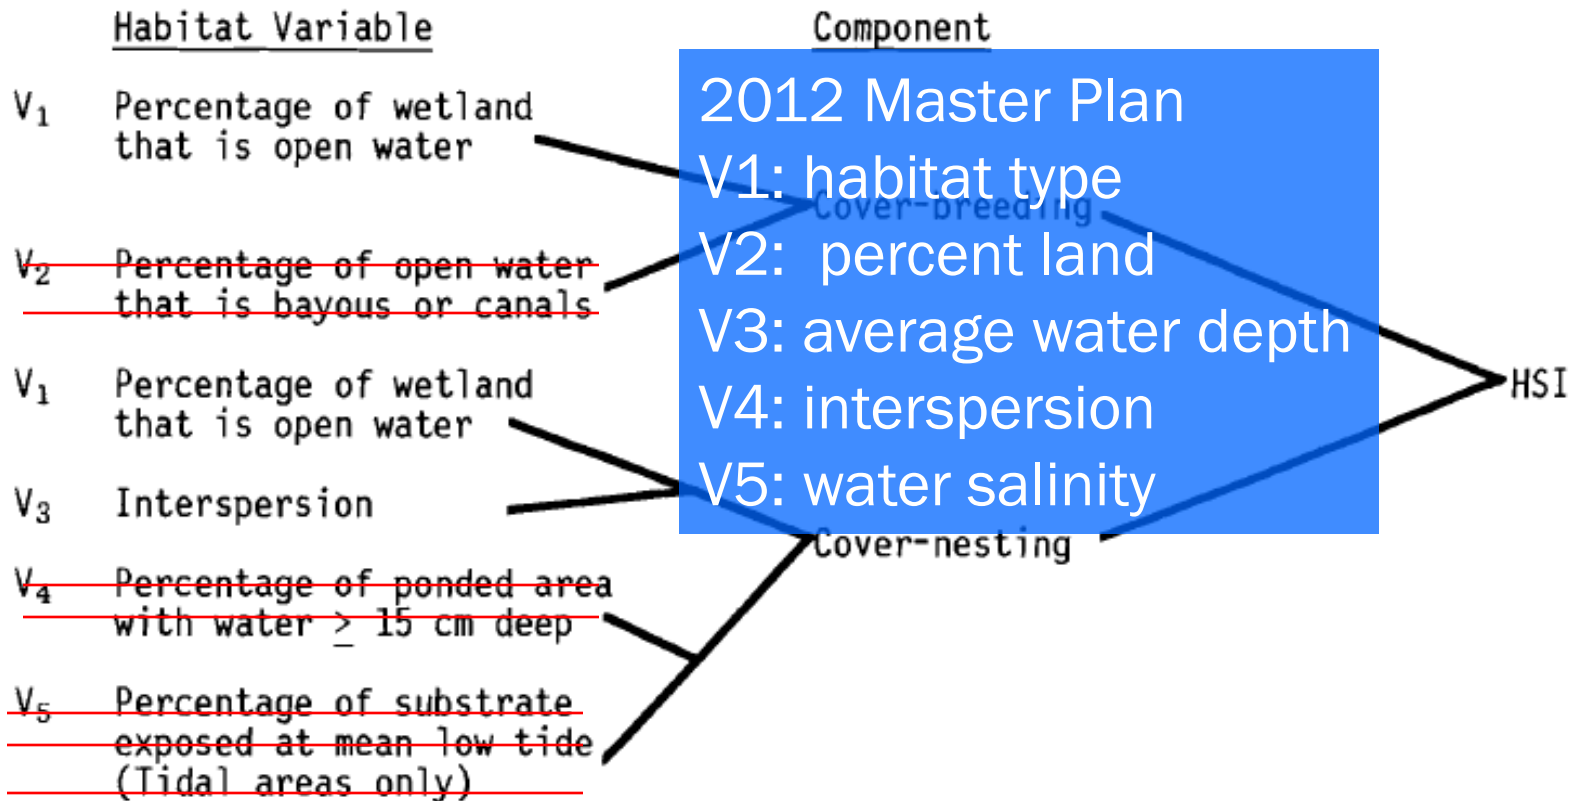 Habitat Variable
Component
V1 Percentage of wetland
that is open water
V2 Percentage of open water
that is bayous or canals
V1 Percentage of wetland
that is open water
V3 Interspersion
V4 Percentage of ponded area
with water ≥ 15 cm deep
V5 Percentage of substrate
exposed at mean low tide
(Tidal areas only)
2012 Master Plan
V1: habitat type
V2: percent land
V3: average water depth
V4: interspersion
V5: water salinity
Cover-breeding
Cover-nesting
HSI